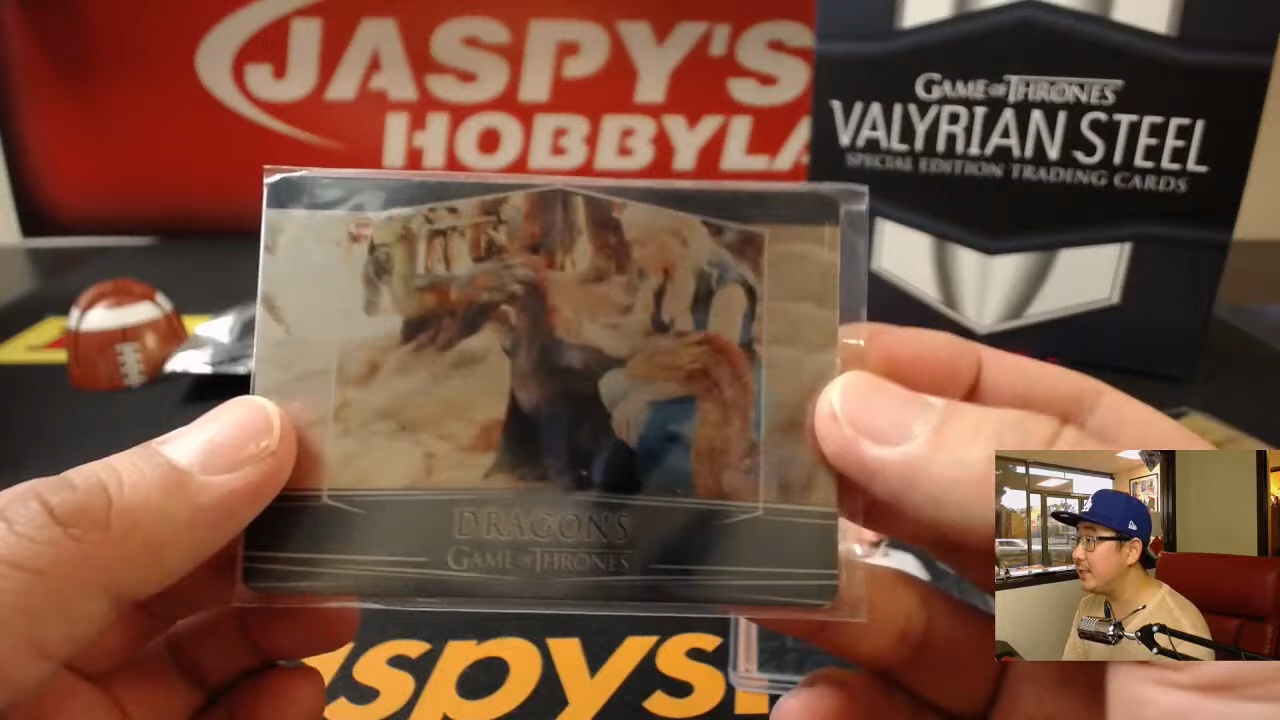 JASPY'S
HOBBYLA
GAME OF THRONES
VALYRIAN STEEL
SPECIAL EDITION TRADING CARDS
DRAGONS
GAME OF THRONES
aspys